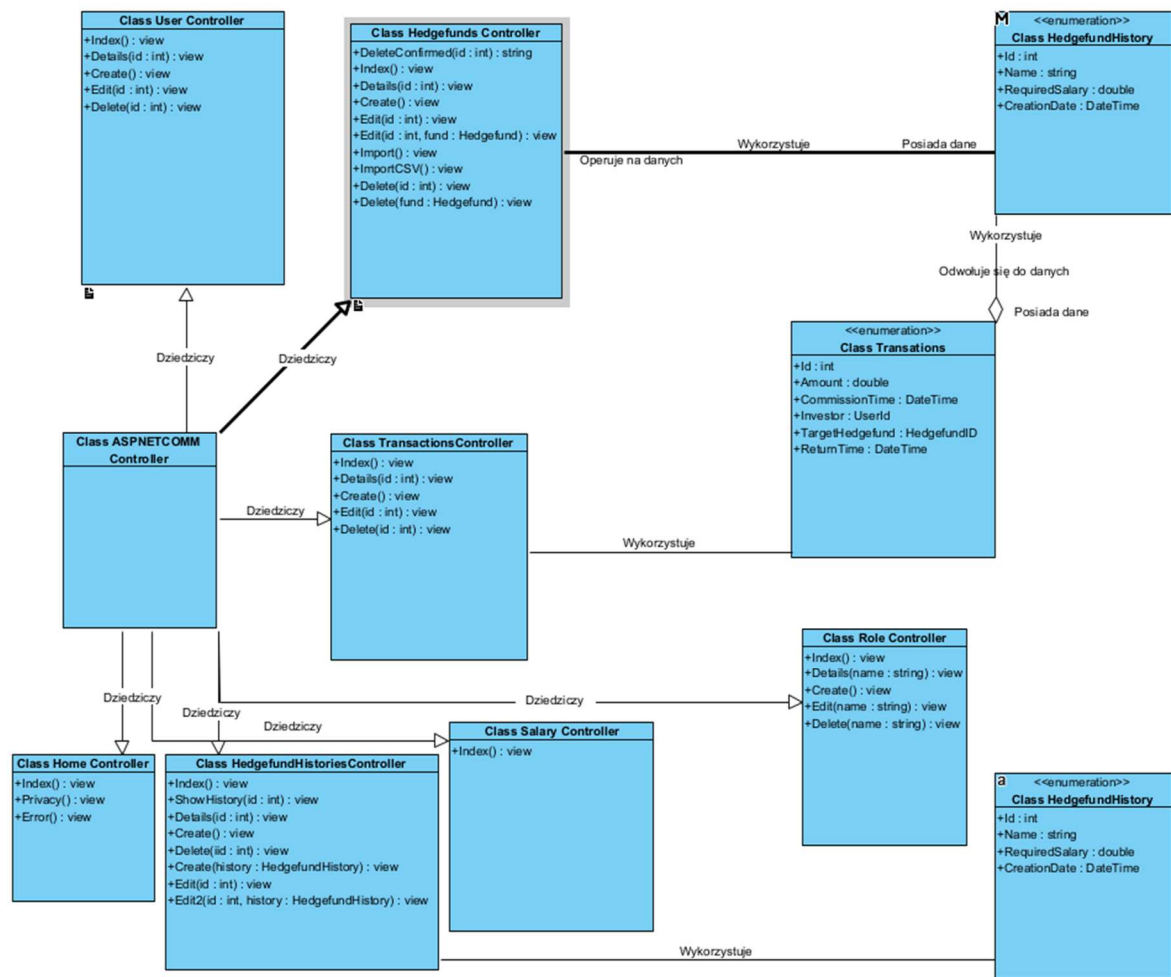 Class User Controller
+Index() : view
+Details(id : int) : view
+Create() : view
+Edit(id : int) : view
+Delete(id : int) : view
Class Hedgefunds Controller
+DeleteConfirmed(id : int) : string
+Index() : view
+Details(id : int) : view
+Create() : view
+Edit(id : int) : view
+Edit(id : int, fund : Hedgefund) : view
+Import() : view
+ImportCSV() : view
+Delete(id : int) : view
+Delete(fund : Hedgefund) : view
M
<<enumeration>>
Class HedgefundHistory
+Id : int
+Name : string
+RequiredSalary : double
+CreationDate : DateTime
Operuje na danych
Wykorzystuje
Posiada dane
Wykorzystuje
Odwołuje się do danych
Posiada dane
Dziedziczy
Dziedziczy
<<enumeration>>
Class Transations
+Id : int
+Amount : double
+CommissionTime : DateTime
+Investor : UserId
+TargetHedgefund : HedgefundID
+ReturnTime : DateTime
Class ASPNETCOMM
Controller
Dziedziczy
Class TransactionsController
+Index() : view
+Details(id : int) : view
+Create() : view
+Edit(id : int) : view
+Delete(id : int) : view
Wykorzystuje
Class Role Controller
+Index() : view
+Details(name : string) : view
+Create() : view
+Edit(name : string) : view
+Delete(name : string) : view
Dziedziczy
Dziedziczy
Dziedziczy
Dziedziczy
Class Salary Controller
+Index() : view
Class Home Controller
+Index() : view
+Privacy() : view
+Error() : view
Class HedgefundHistoriesController
+Index() : view
+ShowHistory(id : int) : view
+Details(id : int) : view
+Create() : view
+Delete(iid : int) : view
+Create(history : HedgefundHistory) : view
+Edit(id : int) : view
+Edit2(id : int, history : HedgefundHistory) : view
Wykorzystuje
a
<<enumeration>>
Class HedgefundHistory
+Id : int
+Name : string
+RequiredSalary : double
+CreationDate : DateTime